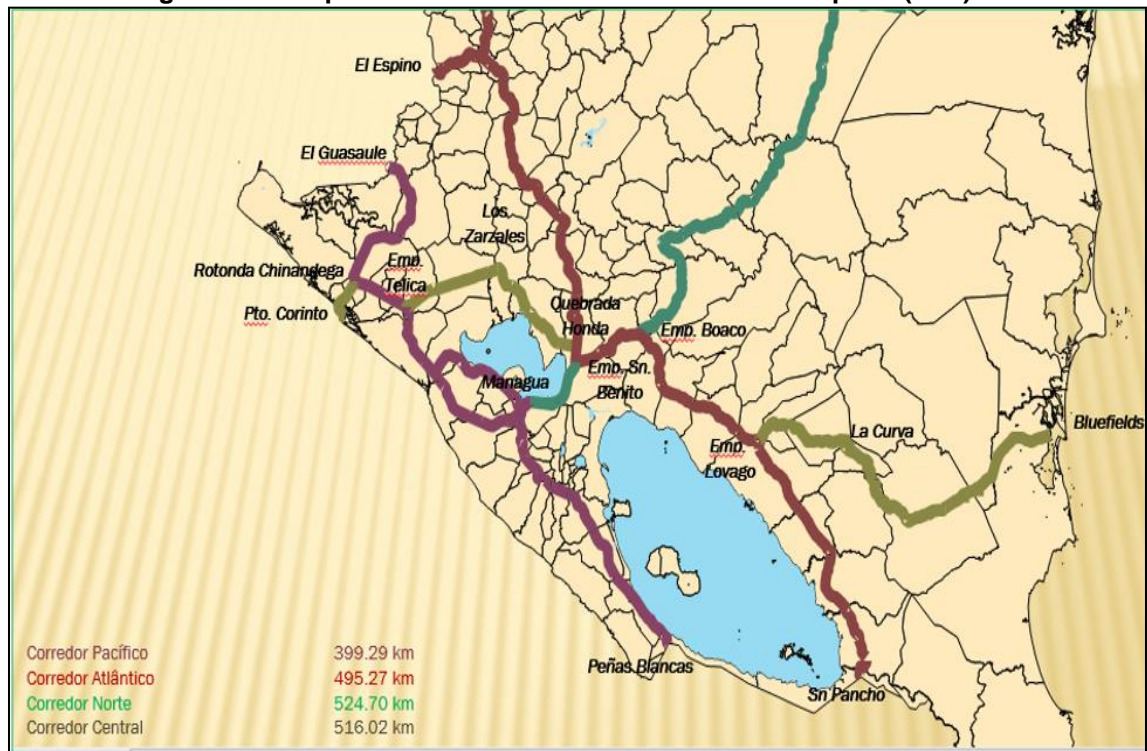 El Espino
El Guasaule
Los
Zarzales
Rotonda Chinandega
Emp.
Telica
Pto. Corinto
Quebrada
Honda
Emp. Boaco
Managua
Emp. Sn.
Benito
Bluefields
La Curva
Emp.
Lovago
Peñas Blancas
Sn Pancho
Corredor Pacífico 399.29 km
Corredor Atlântico 495.27 km
Corredor Norte 524.70 km
Corredor Central 516.02 km